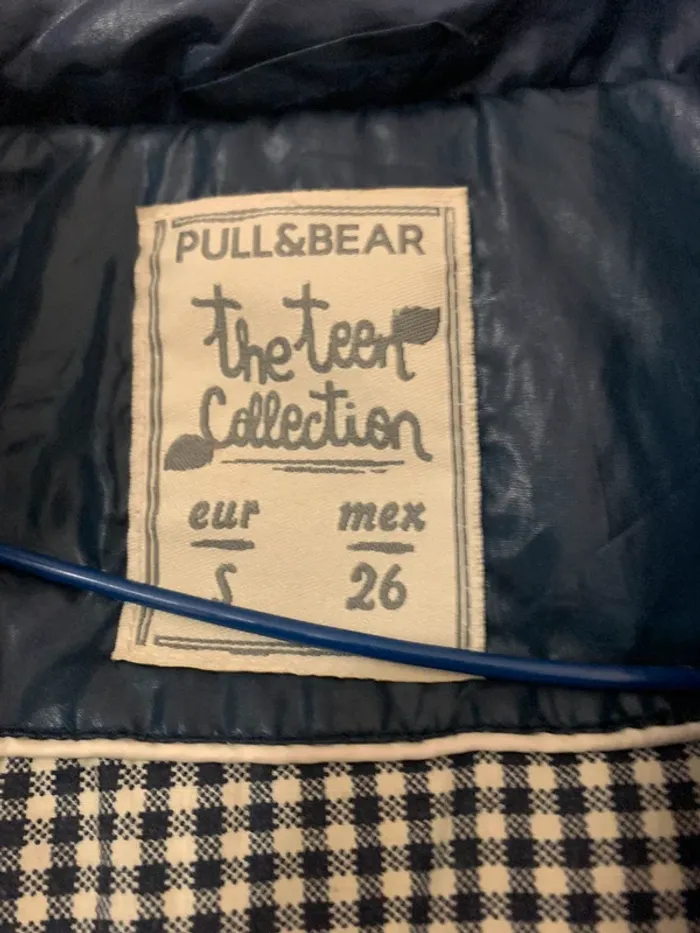 PULL&BEAR
the teen
Collection
eur mex
S 26